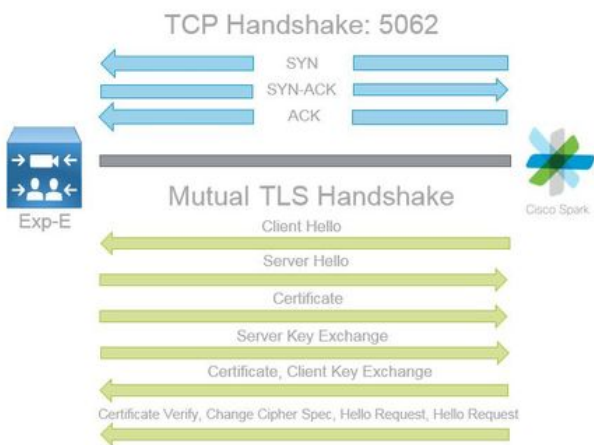 TCP Handshake: 5062
SYN
SYN-ACK
ACK
Exp-E
Cisco Spark
Mutual TLS Handshake
Client Hello
Server Hello
Certificate
Server Key Exchange
Certificate, Client Key Exchange
Certificate Verify, Change Cipher Spec, Hello Request, Hello Request